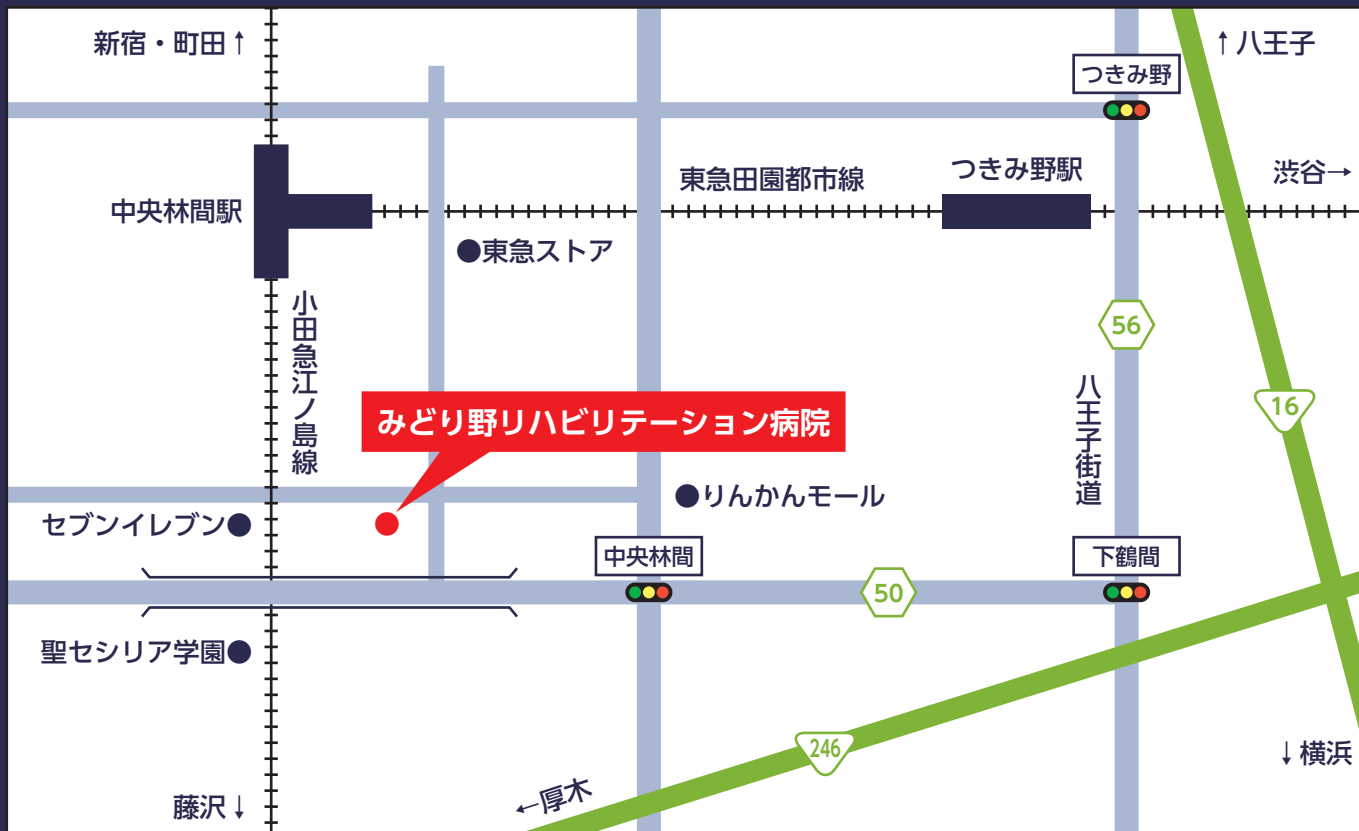 新宿・町田↑
↑八王子
つきみ野
東急田園都市線
つきみ野駅
渋谷→
中央林間駅
●東急ストア
小田急江ノ島線
56
八王子街道
16
みどり野リハビリテーション病院
●りんかんモール
セブンイレブン●
中央林間
下鶴間
50
聖セシリア学園●
246
↓横浜
←厚木
藤沢↓